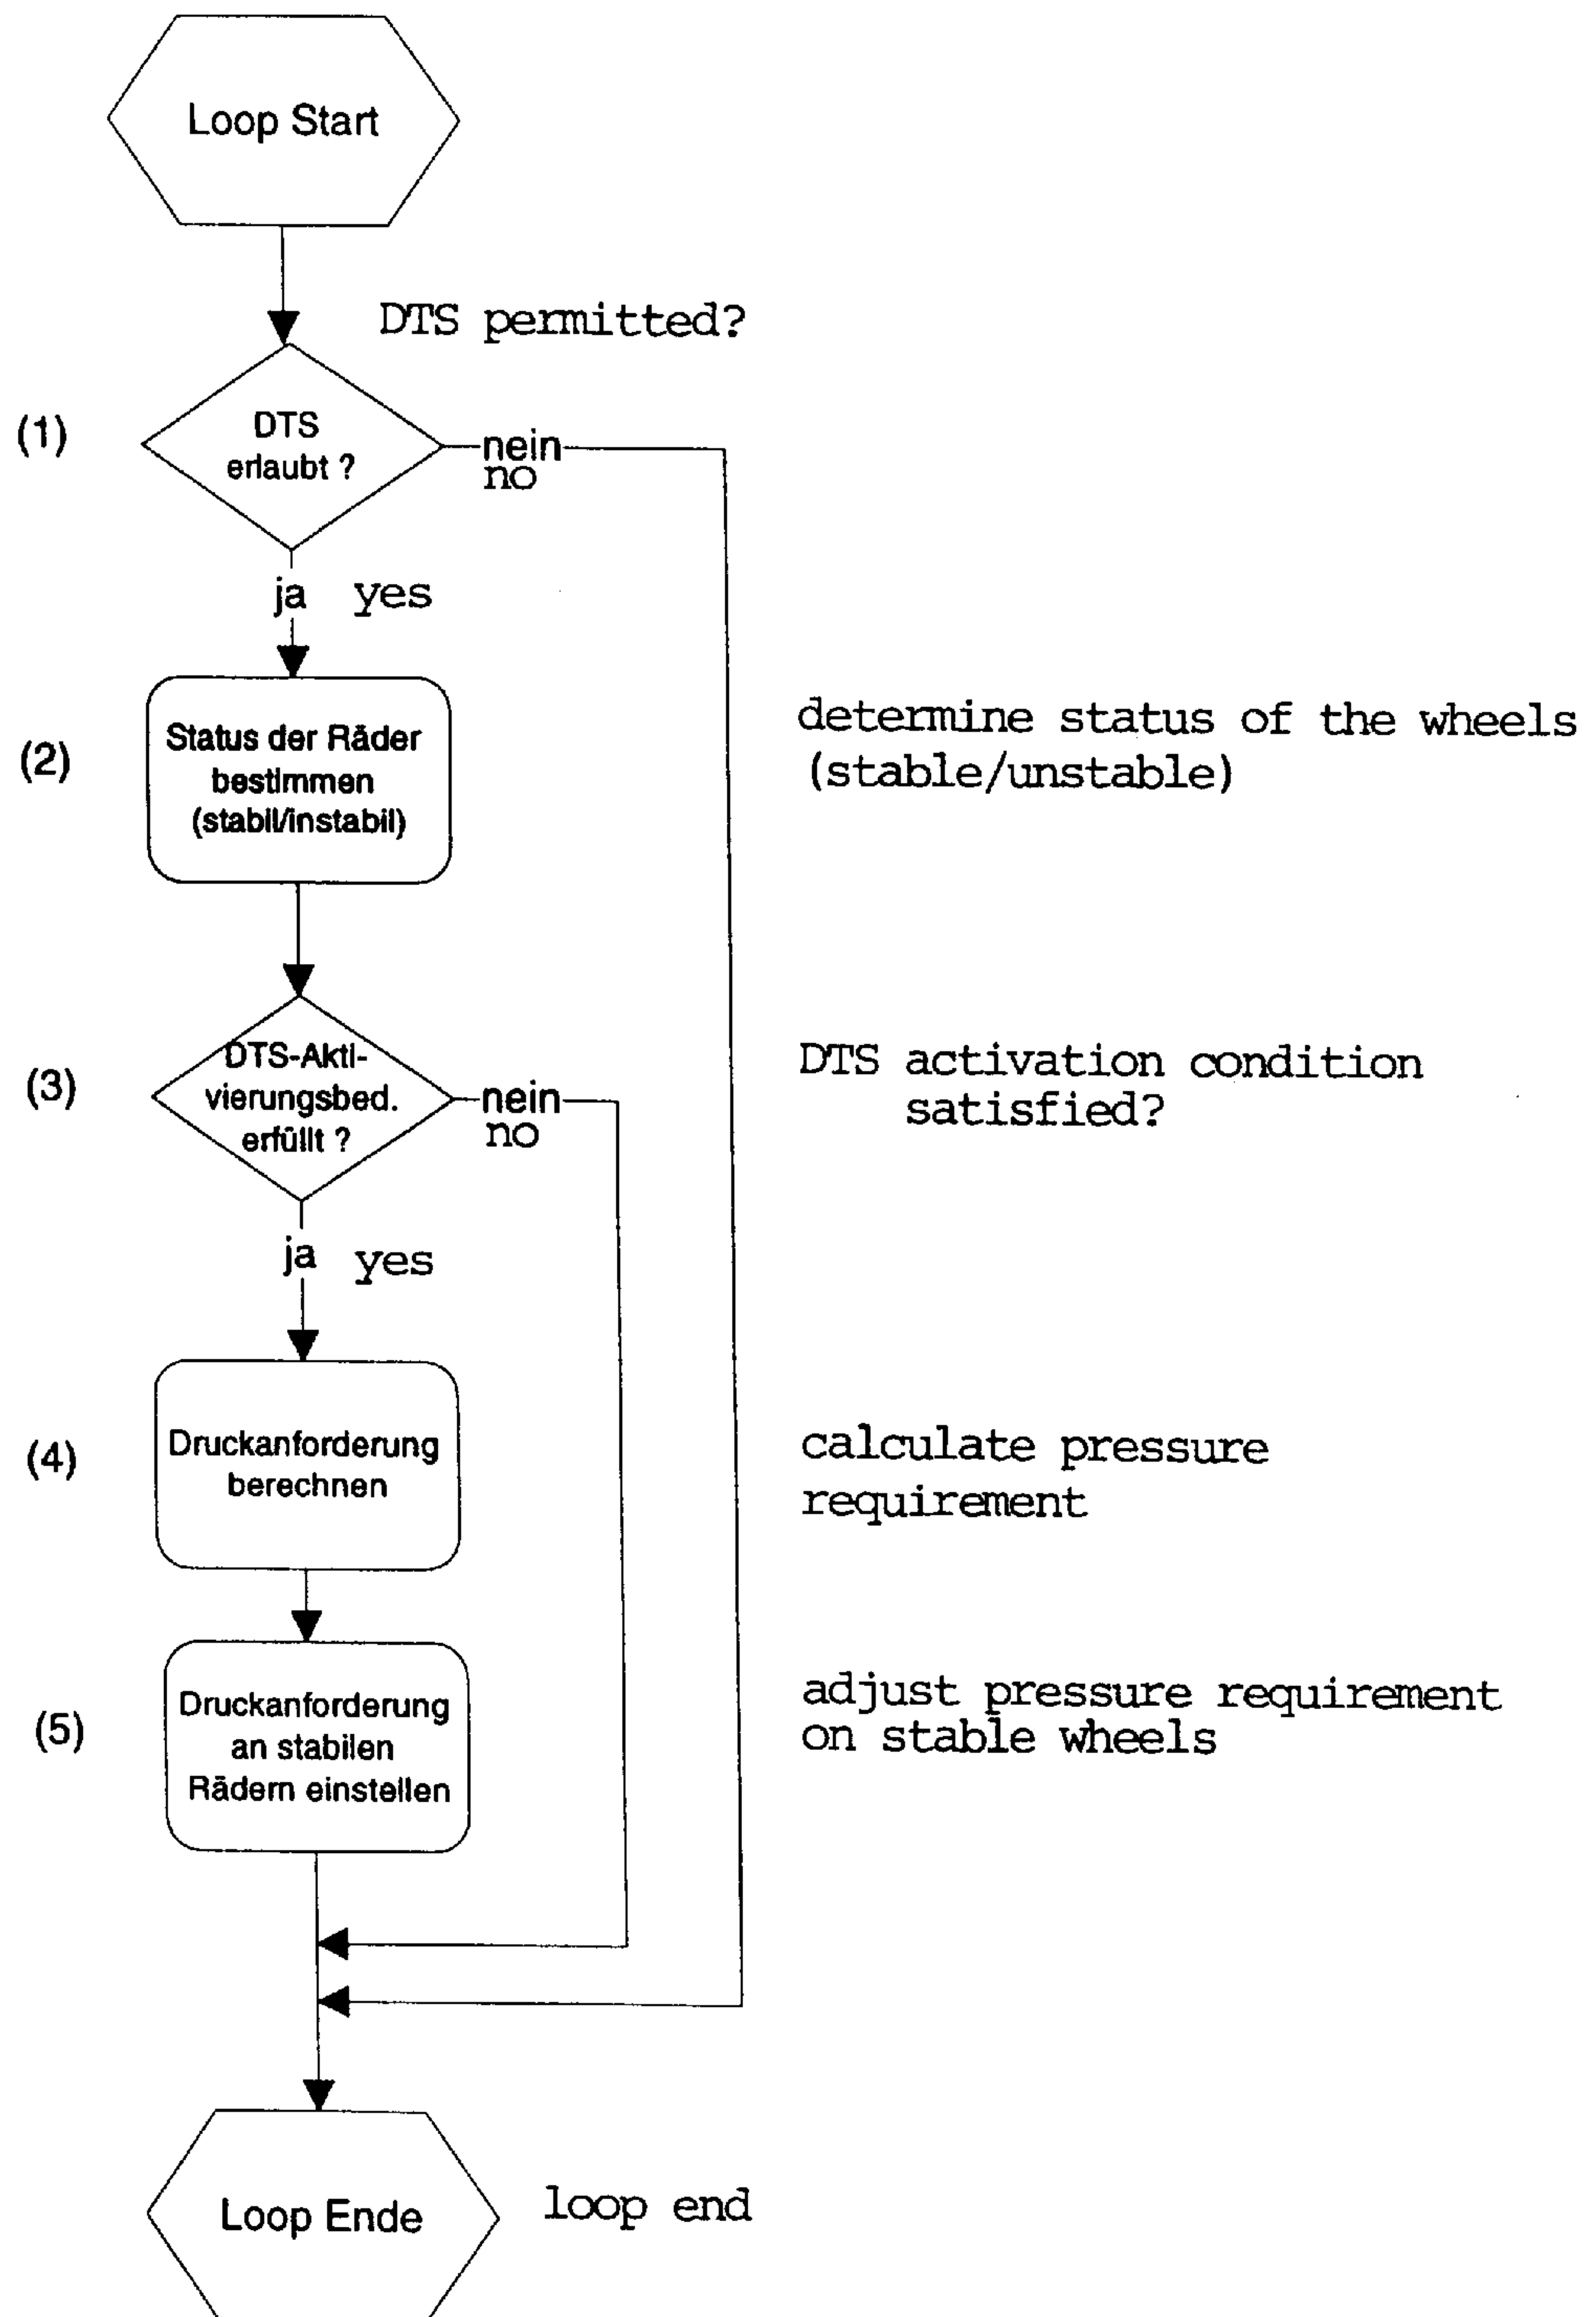 Loop Start
DTS permitted?
(1)
DTS
erlaubt ?
nein
no
ja yes
(2)
Status der Räder
bestimmen
(stabil/instabil)
determine status of the wheels
(stable/unstable)
(3)
DTS-Akti-
vierungsbed.
erfüllt ?
nein
no
DTS activation condition
satisfied?
ja yes
(4)
Druckanforderung
berechnen
calculate pressure
requirement
(5)
Druckanforderung
an stabilen
Rädern einstellen
adjust pressure requirement
on stable wheels
Loop Ende
loop end